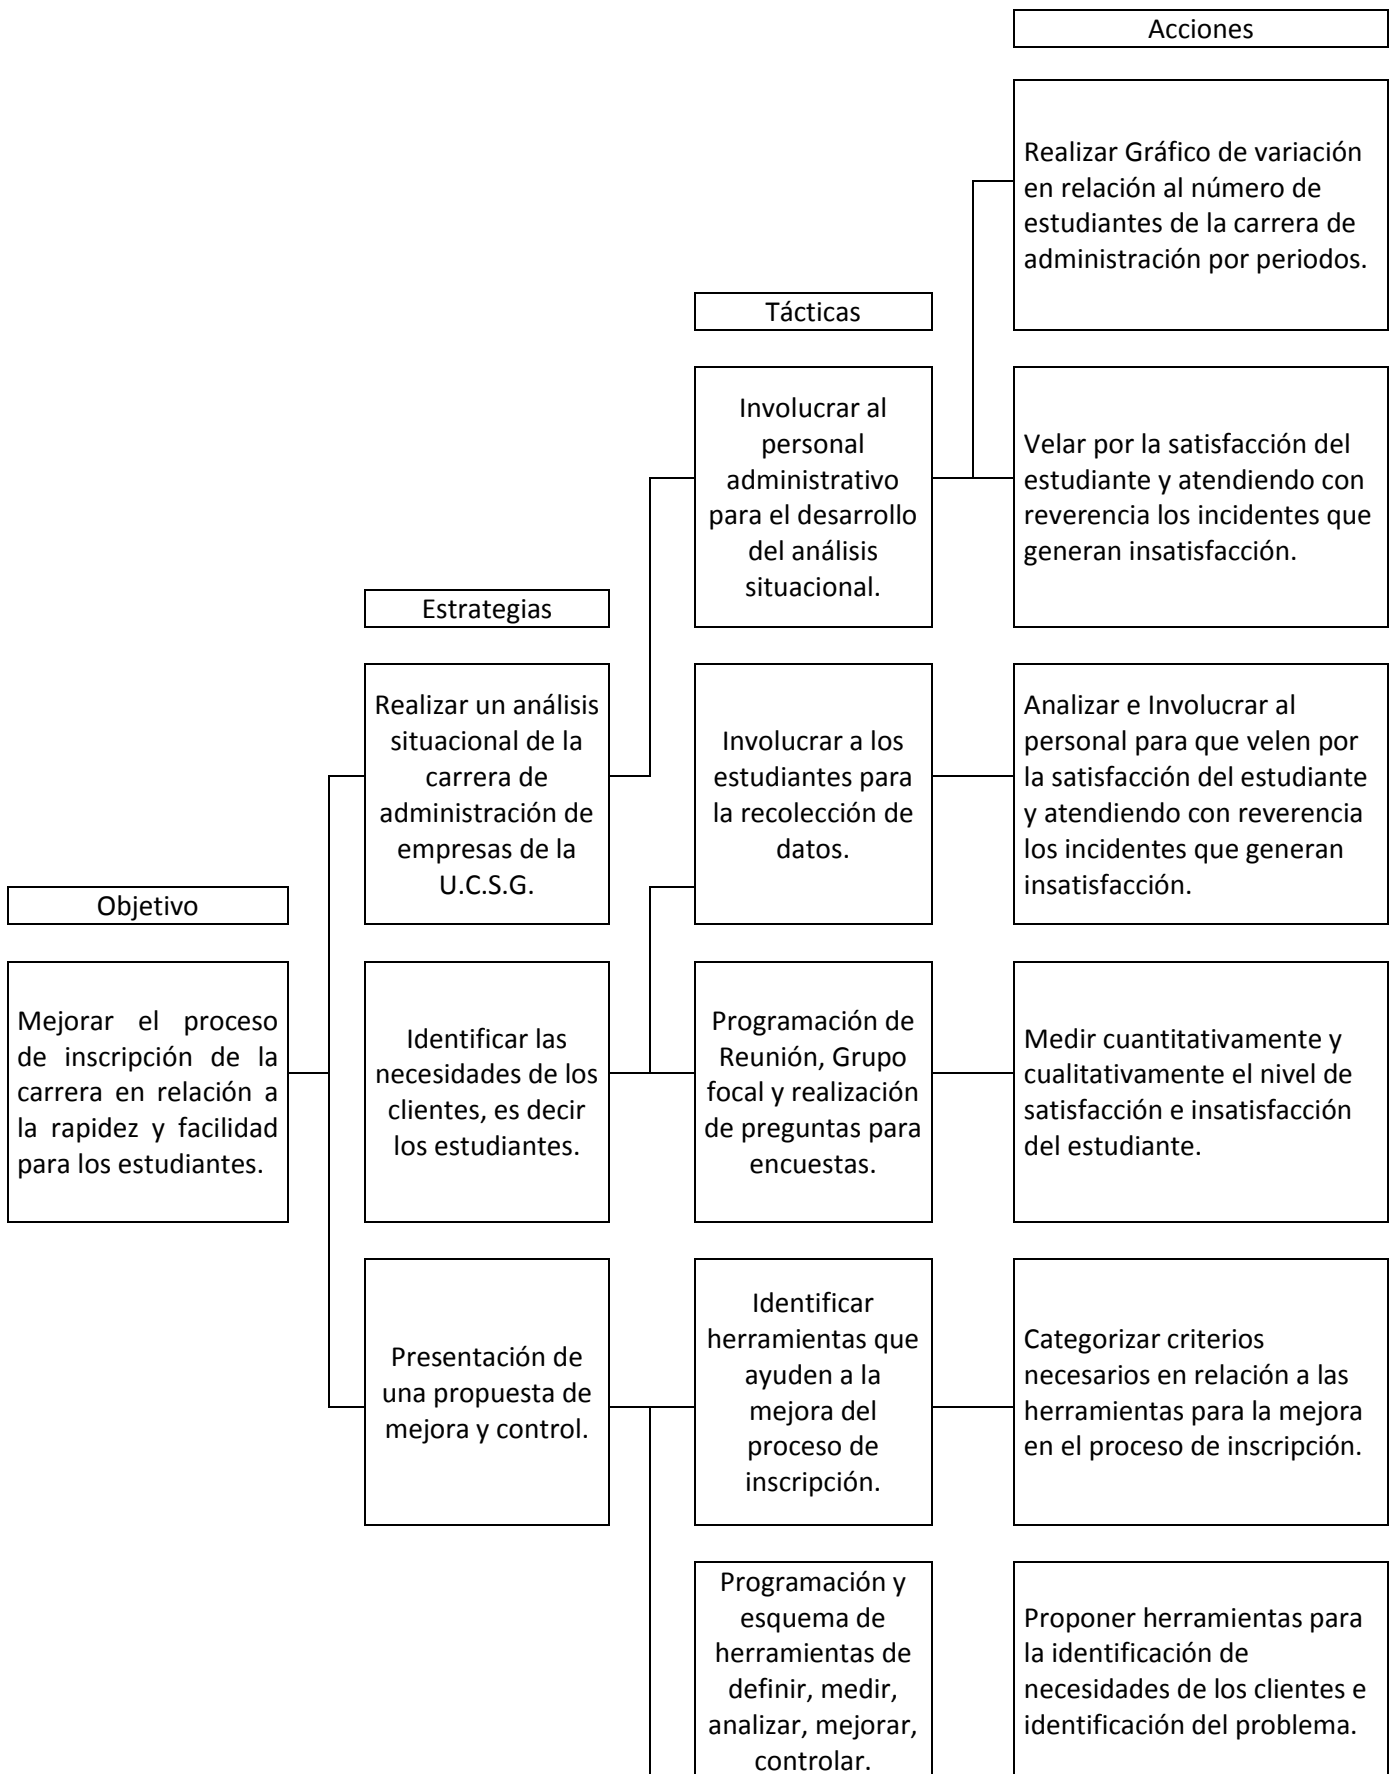 Acciones
Realizar Gráfico de variación
en relación al número de
estudiantes de la carrera de
administración por periodos.
Tácticas
Involucrar al
personal
administrativo
para el desarrollo
del análisis
situacional.
Velar por la satisfacción del
estudiante y atendiendo con
reverencia los incidentes que
generan insatisfacción.
Estrategias
Realizar un análisis
situacional de la
carrera de
administración de
empresas de la
U.C.S.G.
Involucrar a los
estudiantes para
la recolección de
datos.
Analizar e Involucrar al
personal para que velen por
la satisfacción del estudiante
y atendiendo con reverencia
los incidentes que generan
insatisfacción.
Objetivo
Mejorar el proceso
de inscripción de la
carrera en relación a
la rapidez y facilidad
para los estudiantes.
Identificar las
necesidades de los
clientes, es decir
los estudiantes.
Programación de
Reunión, Grupo
focal y realización
de preguntas para
encuestas.
Medir cuantitativamente y
cualitativamente el nivel de
satisfacción e insatisfacción
del estudiante.
Presentación de
una propuesta de
mejora y control.
Identificar
herramientas que
ayuden a la
mejora del
proceso de
inscripción.
Categorizar criterios
necesarios en relación a las
herramientas para la mejora
en el proceso de inscripción.
Programación y
esquema de
herramientas de
definir, medir,
analizar, mejorar,
controlar.
Proponer herramientas para
la identificación de
necesidades de los clientes e
identificación del problema.